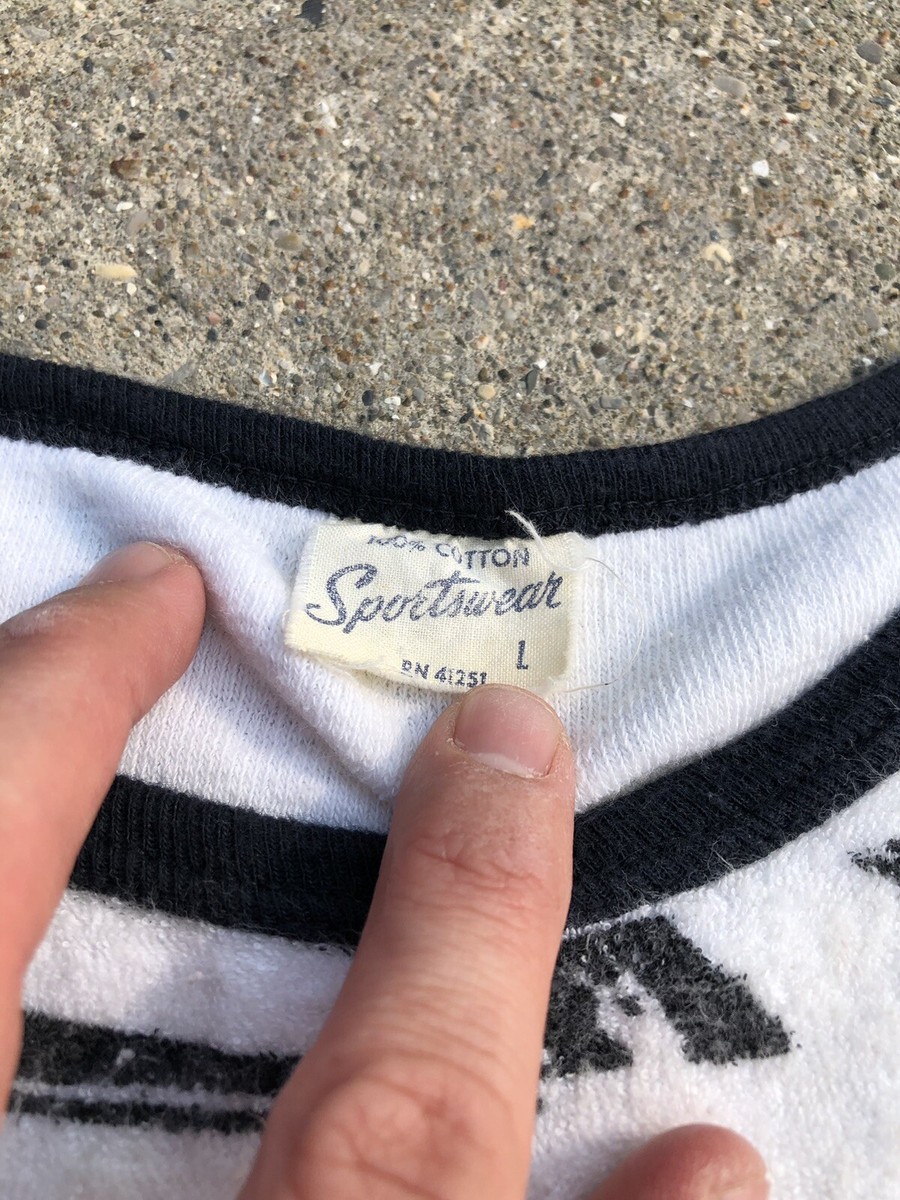 100% COTTON
Sportswear
L
RN 41251